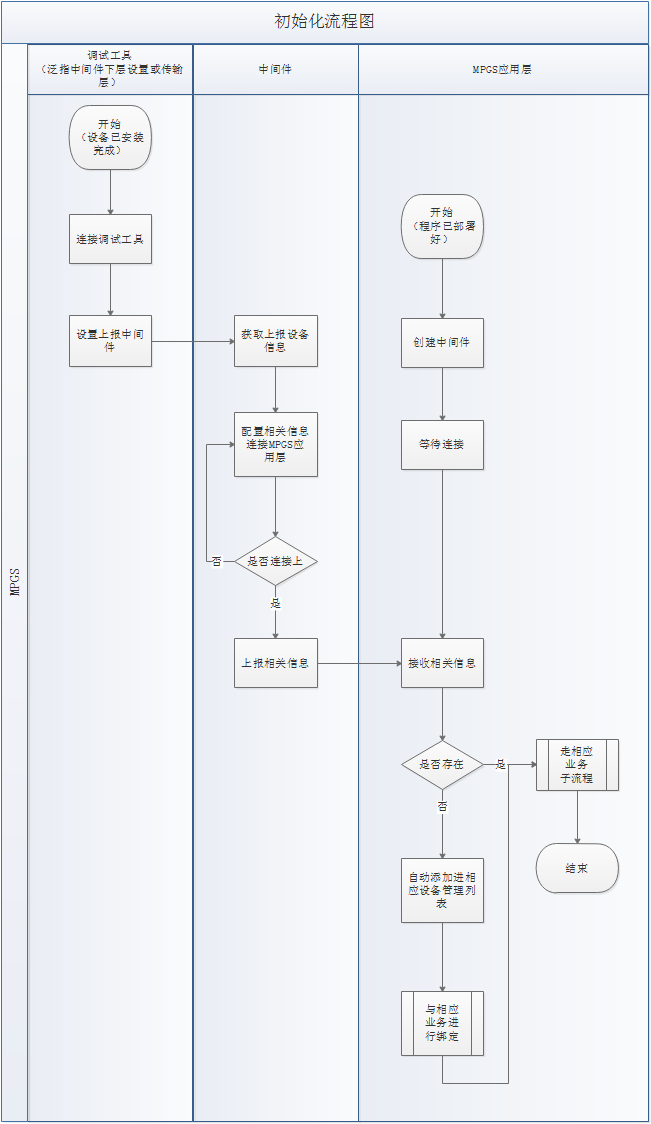 初始化流程图
调试工具
（泛指中间件下层设置或传输
层）
中间件
MPGS应用层
MPGS
开始
（设备已安装
完成）
连接调试工具
设置上报中间
件
获取上报设备
信息
配置相关信息
连接MPGS应
用层
是否连接上
否
是
上报相关信息
开始
（程序已部署
好）
创建中间件
等待连接
接收相关信息
是否存在
是
否
走相应
业务
子流程
结束
自动添加进相
应设备管理列
表
与相应
业务进
行绑定